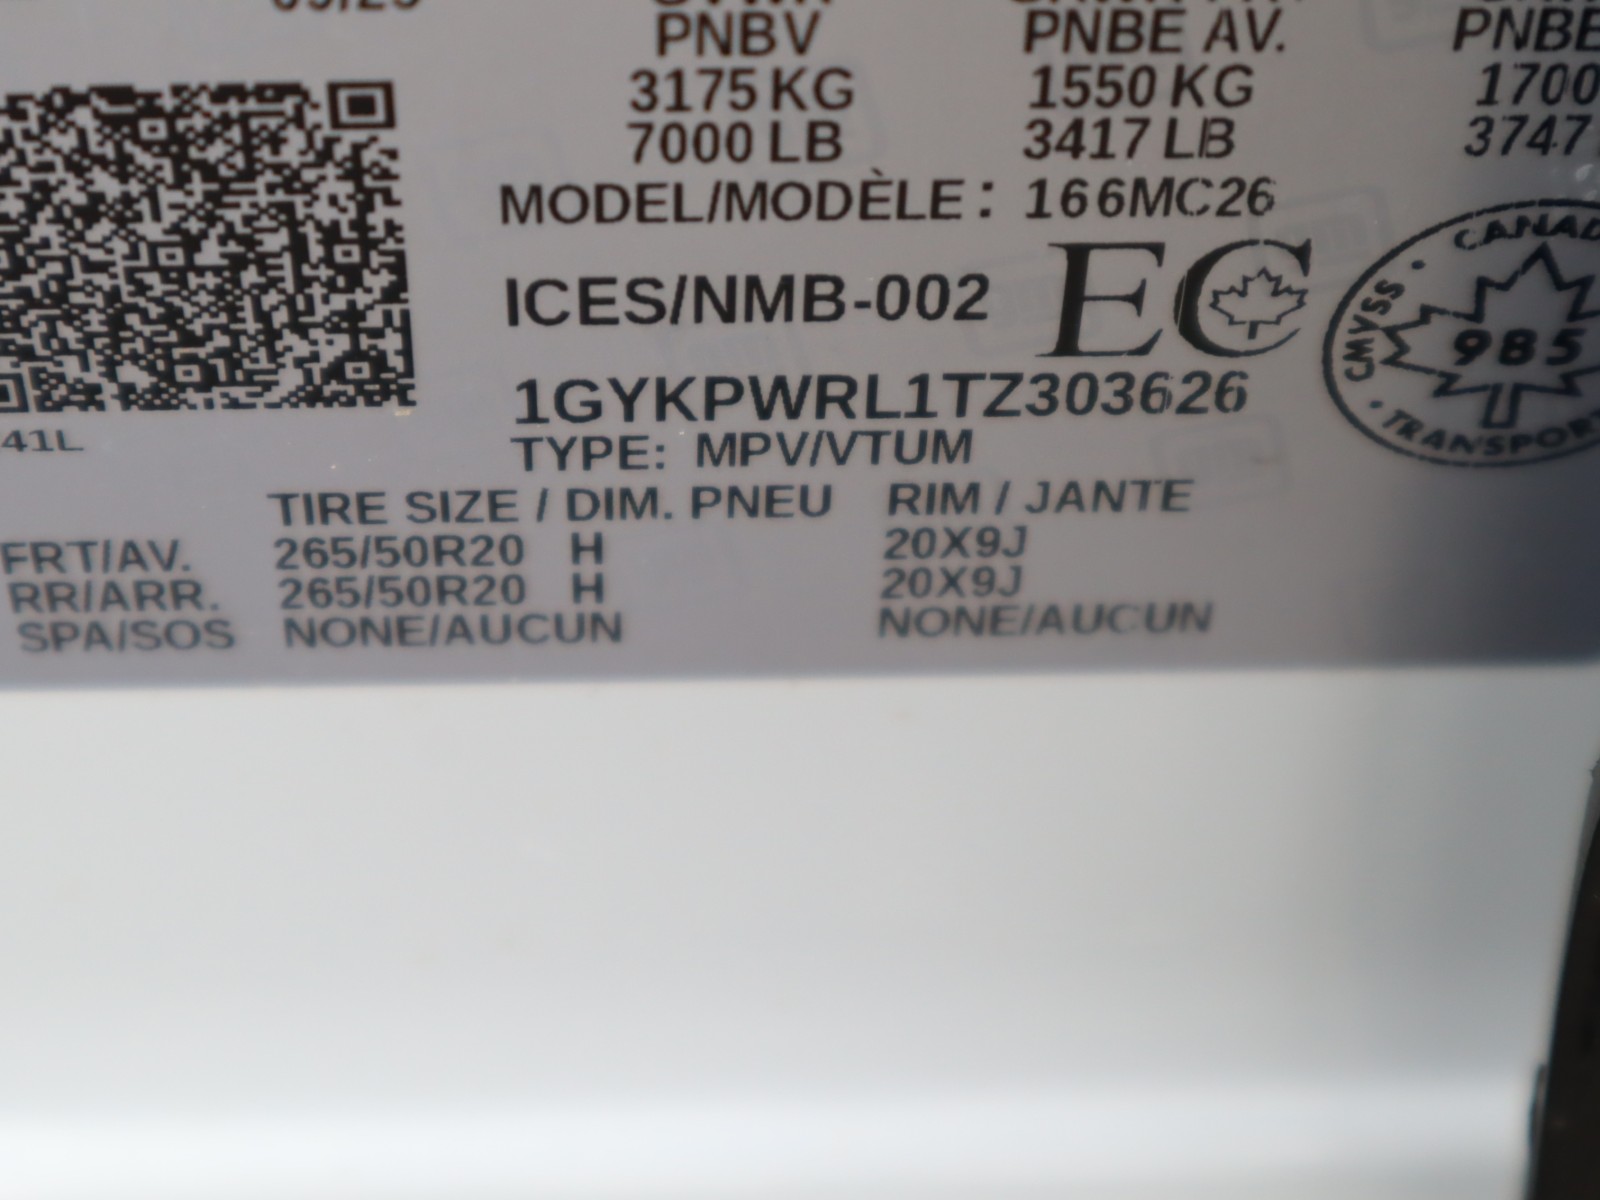 PNBV PNBE AV. PNBE
3175 KG 1550 KG 1700
7000 LB 3417 LB 3747
MODEL/MODÈLE: 166MC26
ICES/NMB-002 EC
CANAD
CMVSS
985
TRANSPORT
1GYKPWRL1TZ303626
41L
TYPE: MPV/VTUM
TIRE SIZE / DIM. PNEU RIM / JANTE
FRT/AV. 265/50R20 H 20X9J
RR/ARR. 265/50R20 H 20X9J
SPA/SOS NONE/AUCUN NONE/AUCUN